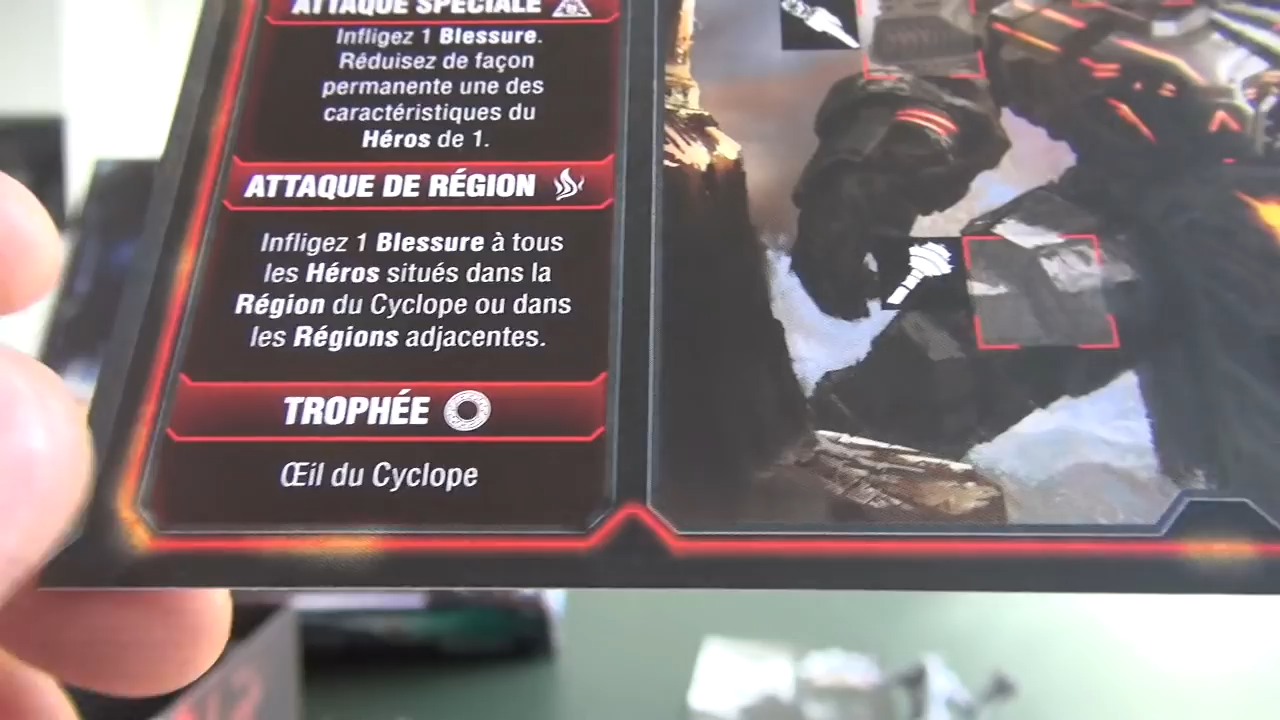 ATTAQUE SPÉCIALE
Infligez 1 Blessure.
Réduisez de façon
permanente une des
caractéristiques du
Héros de 1.
ATTAQUE DE RÉGION
Infligez 1 Blessure à tous
les Héros situés dans la
Région du Cyclope ou dans
les Régions adjacentes.
TROPHÉE
Œil du Cyclope